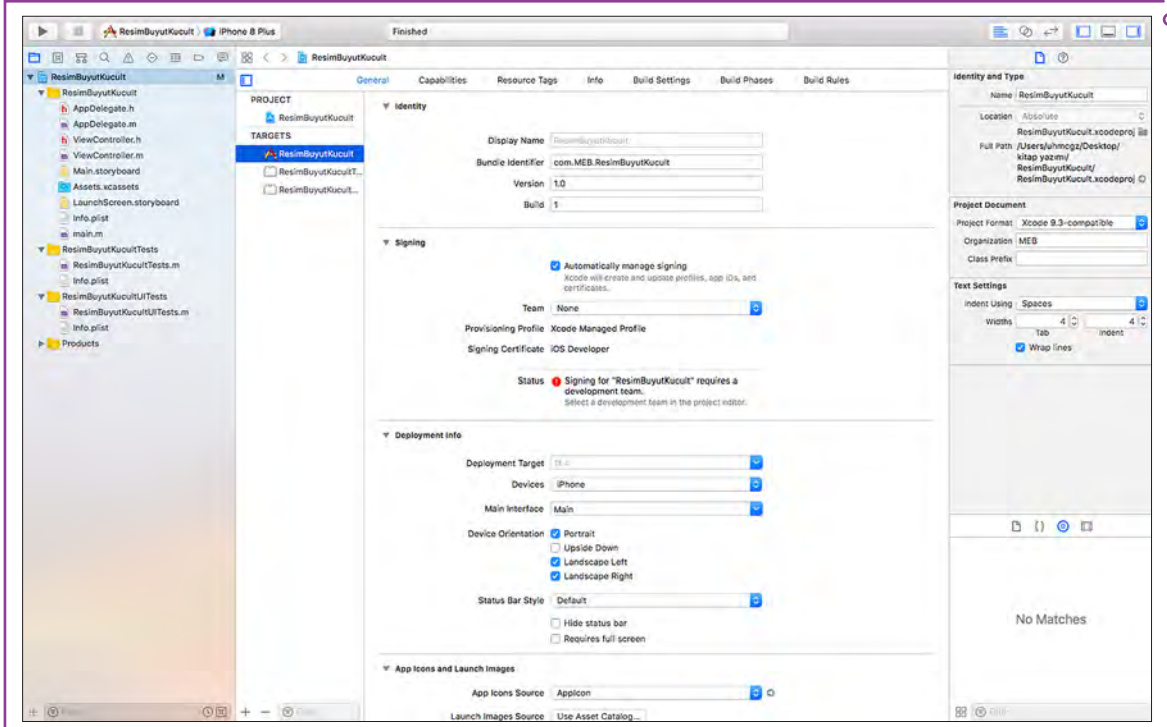 ResimBuyutKucult
iPhone 8 Plus
Finished
ResimBuyutKucult
M
ResimBuyutKucult
AppDelegate.h
AppDelegate.m
ViewController.h
ViewController.m
Main.storyboard
Assets.xcassets
LaunchScreen.storyboard
Info.plist
main.m
ResimBuyutKucultTests
ResimBuyutKucultTests.m
Info.plist
ResimBuyutKucultUITests
ResimBuyutKucultUITests.m
Info.plist
Products
ResimBuyutKucult
General Capabilities Resource Tags Info Build Settings Build Phases Build Rules
PROJECT
ResimBuyutKucult
TARGETS
ResimBuyutKucult
ResimBuyutKucultT...
ResimBuyutKucult...
Identity
Display Name ResimBuyutKucult
Bundle Identifier com.MEB.ResimBuyutKucult
Version 1.0
Build 1
Signing
Automatically manage signing
Xcode will create and update profiles, app IDs, and
certificates.
Team None
Provisioning Profile Xcode Managed Profile
Signing Certificate iOS Developer
Status Signing for "ResimBuyutKucult" requires a
development team.
Select a development team in the project editor.
Deployment Info
Deployment Target
Devices iPhone
Main Interface Main
Device Orientation Portrait
Upside Down
Landscape Left
Landscape Right
Status Bar Style Default
Hide status bar
Requires full screen
App Icons and Launch Images
App Icons Source AppIcon
Launch Images Source Use Asset Catalog...
Identity and Type
Name ResimBuyutKucult
Location Absolute
ResimBuyutKucult.xcodeproj
Full Path /Users/uhmcgz/Desktop/
kitap yazımı/
ResimBuyutKucult/
ResimBuyutKucult.xcodeproj
Project Document
Project Format Xcode 9.3-compatible
Organization MEB
Class Prefix
Text Settings
Indent Using Spaces
Widths 4 4
Tab Indent
Wrap lines
No Matches